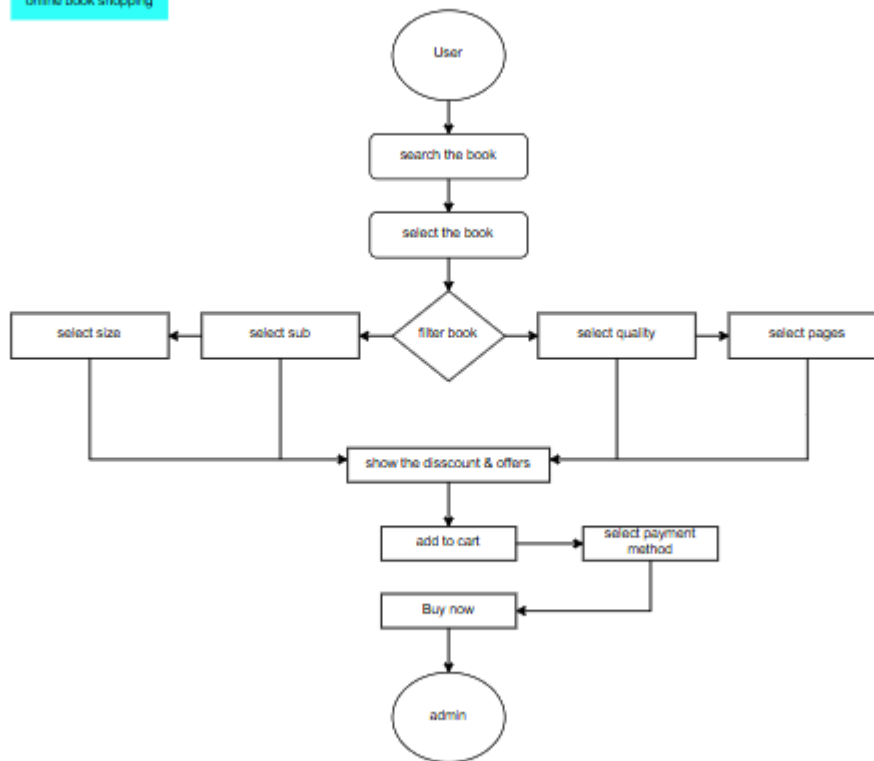 online book shopping
User
search the book
select the book
select size
select sub
filter book
select quality
select pages
show the disscount & offers
add to cart
select payment
method
Buy now
admin